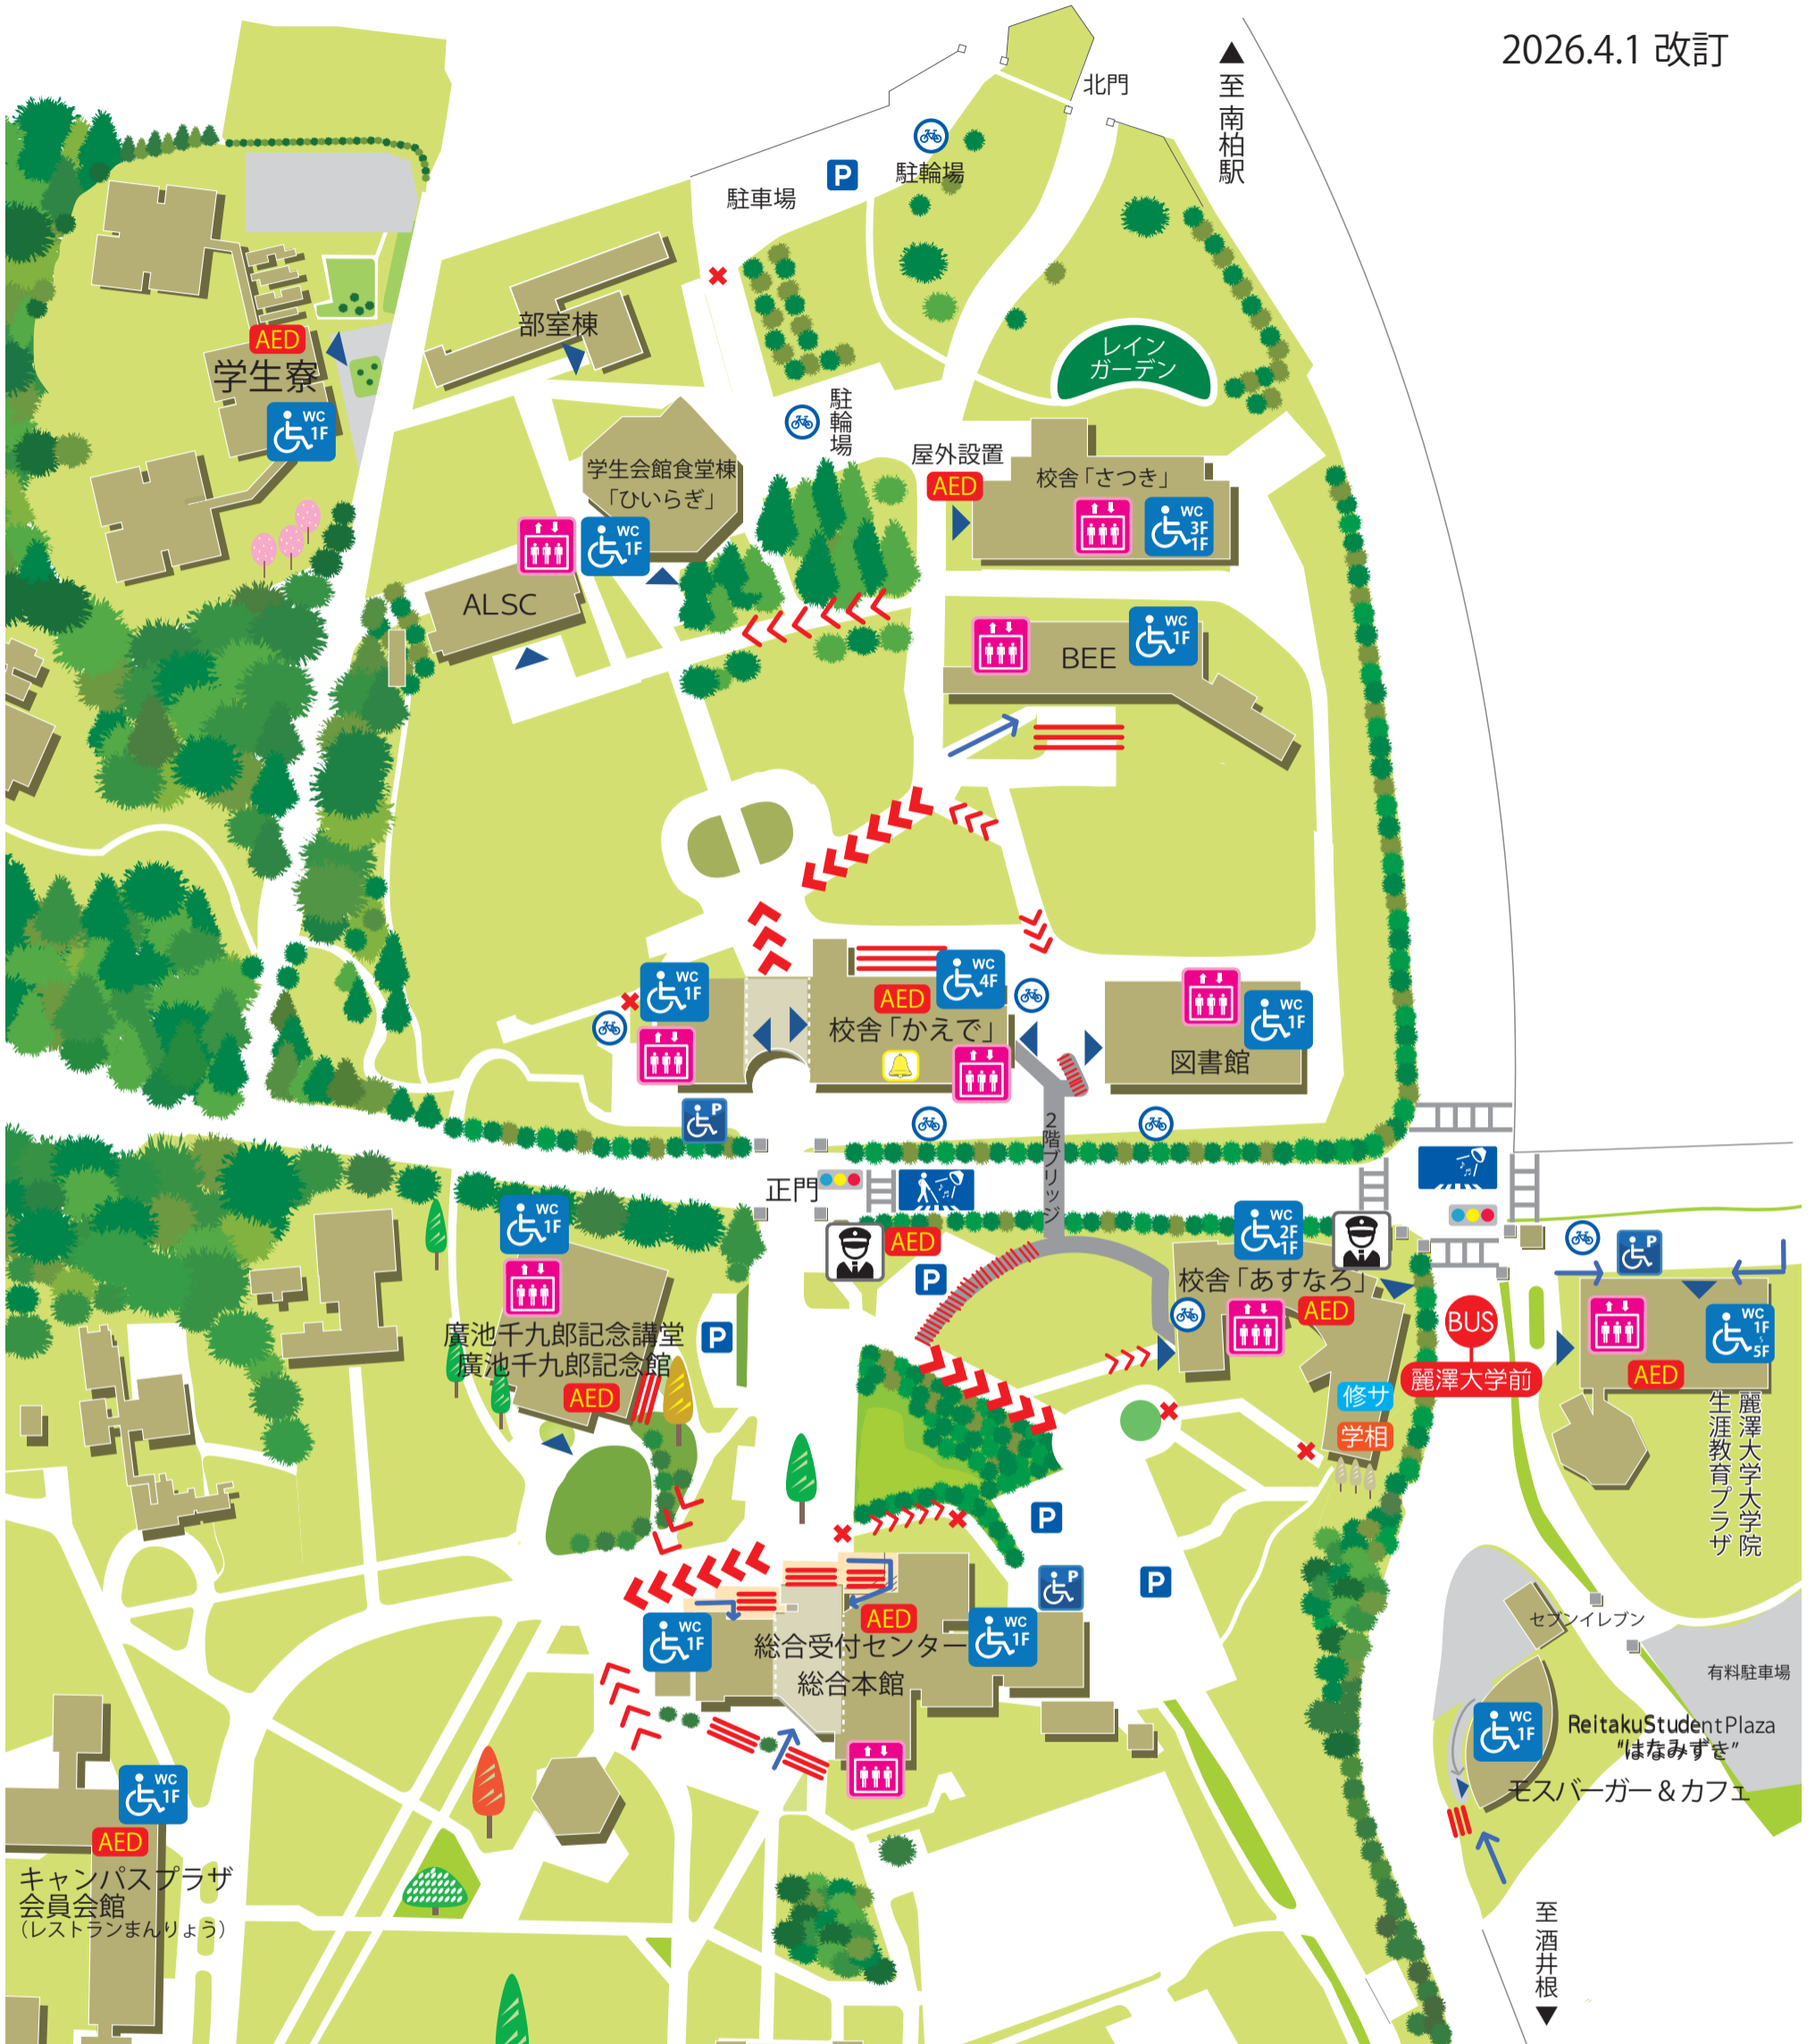 2026.4.1 改訂
北門
至 南柏駅
駐輪場
P
駐車場
部室棟
AED
学生寮
WC
1F
レイン
ガーデン
駐輪場
屋外設置
AED
学生会館食堂棟
「ひいらぎ」
WC
1F
校舎「さつき」
WC
3F
1F
ALSC
BEE
WC
1F
WC
1F
WC
4F
AED
校舎「かえで」
WC
1F
図書館
P
2階ブリッジ
正門
AED
P
WC
1F
WC
2F
1F
校舎「あすなろ」
AED
P
BUS
麗澤大学前
P
WC
1F
~
5F
AED
麗澤大学大学院
生涯教育プラザ
廣池千九郎記念講堂
廣池千九郎記念館
AED
修サ
学相
P
P
P
WC
1F
AED
WC
1F
総合受付センター
総合本館
セブンイレブン
有料駐車場
WC
1F
ReitakuStudentPlaza
“はなみずき”
モスバーガー & カフェ
WC
1F
AED
キャンパスプラザ
会員会館
(レストランまんりょう)
至 酒井根